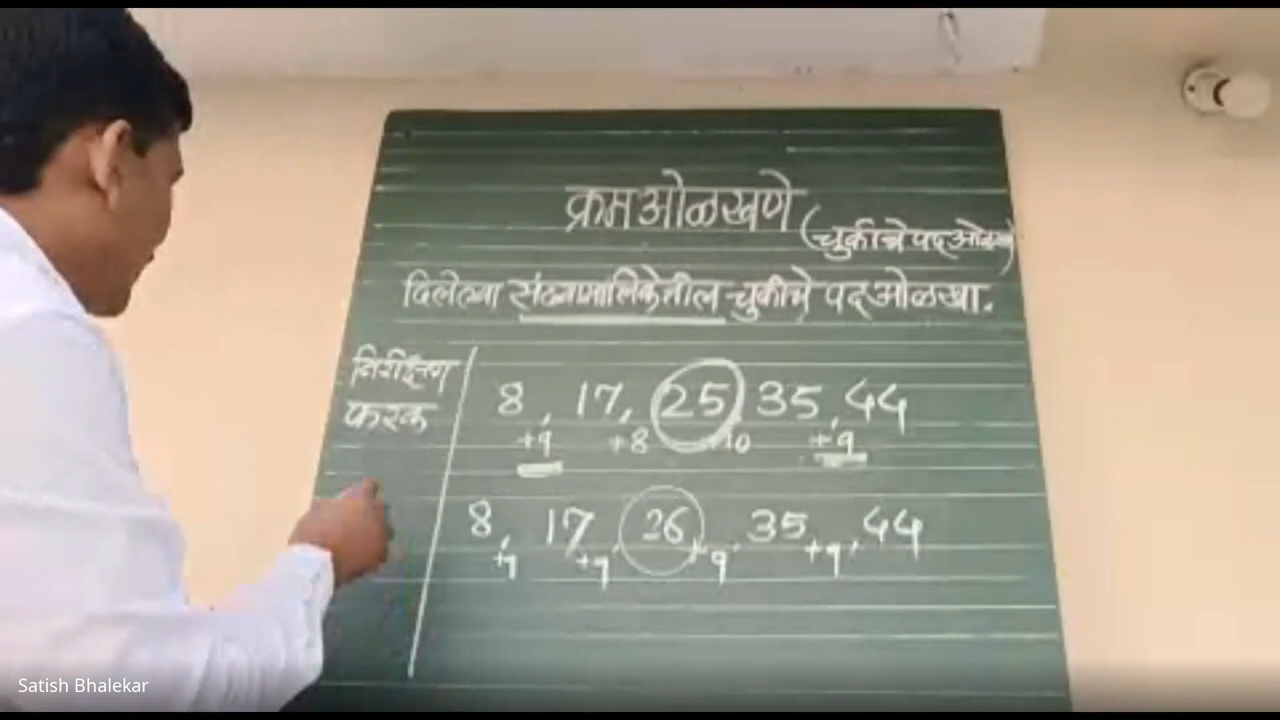 क्रम ओळखणे (चुकीचे पद ओळखा)
दिलेल्या संख्यामालिकेतील चुकीचे पद ओळखा.
निरीक्षण
फरक
8, 17, 25, 35, 44
+9 +8 +10 +9
8, 17, 26, 35, 44
+9 +9 +9 +9
Satish Bhalekar